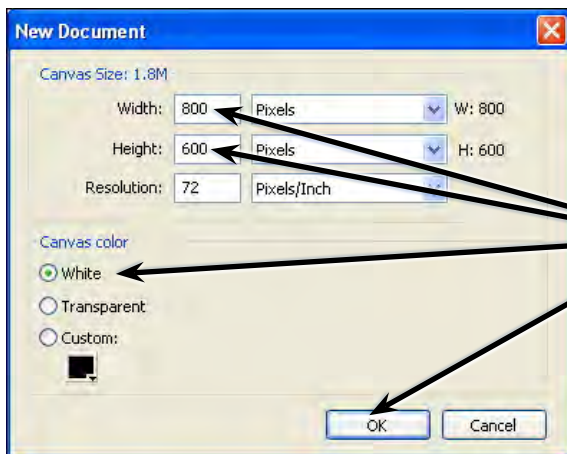 New Document
Canvas Size: 1.8M
Width: 800 Pixels W: 800
Height: 600 Pixels H: 600
Resolution: 72 Pixels/Inch
Canvas color
White
Transparent
Custom:
OK Cancel